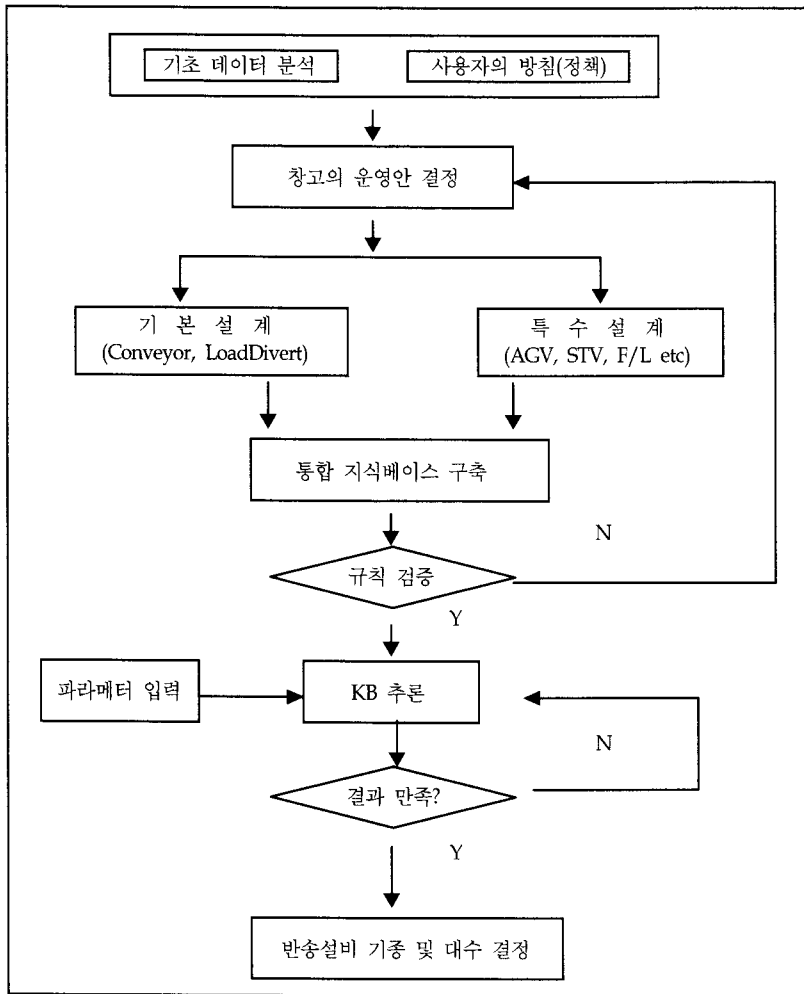 기초 데이터 분석
사용자의 방침(정책)
창고의 운영안 결정
기 본 설 계
(Conveyor, LoadDivert)
특 수 설 계
(AGV, STV, F/L etc)
통합 지식베이스 구축
N
규칙 검증
Y
파라메터 입력
KB 추론
N
결과 만족?
Y
반송설비 기종 및 대수 결정